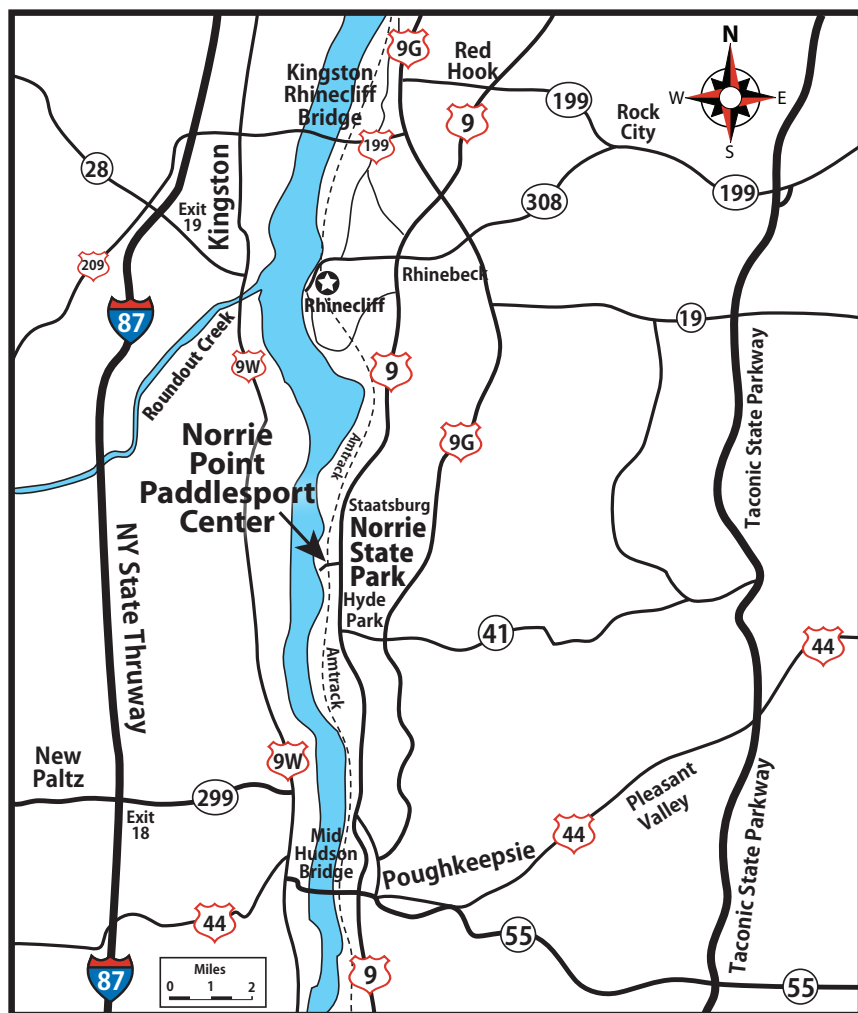 9G
Red
Hook
N
W
E
S
Kingston
Rhinecliff
Bridge
199
9
Rock
City
199
28
199
308
Exit
19
Kingston
209
Rhinebeck
Rhinecliff
87
19
Roundout Creek
9W
9
Taconic State Parkway
Norrie
Point
Paddlesport
Center
Amtrack
9G
Staatsburg
Norrie
State
Park
Hyde
Park
NY State Thruway
41
44
Amtrack
New
Paltz
9W
299
Exit
18
Mid
Hudson
Bridge
Poughkeepsie
44
Pleasant
Valley
Taconic State Parkway
44
55
87
Miles
0 1 2
9
55